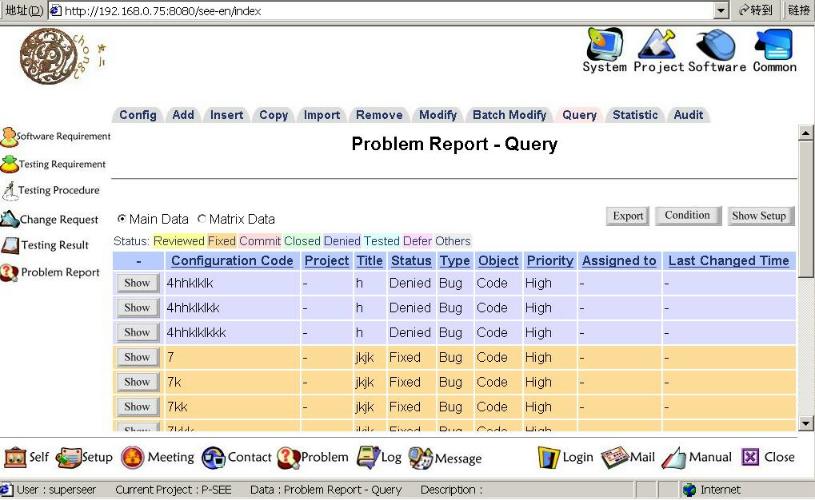 地址(D) http://192.168.0.75:8080/see-en/index 转到 链接
chongs
System Project Software Common
Config Add Insert Copy Import Remove Modify Batch Modify Query Statistic Audit
Software Requirement
Testing Requirement
Testing Procedure
Change Request
Testing Result
Problem Report
Problem Report - Query
Main Data Matrix Data
Export Condition Show Setup
Status: Reviewed Fixed Commit Closed Denied Tested Defer Others
- Configuration Code Project Title Status Type Object Priority Assigned to Last Changed Time
Show 4hhklklk - h Denied Bug Code High - -
Show 4hhklklkk - h Denied Bug Code High - -
Show 4hhklklkkk - h Denied Bug Code High - -
Show 7 - jkjk Fixed Bug Code High - -
Show 7k - jkjk Fixed Bug Code High - -
Show 7kk - jkjk Fixed Bug Code High - -
Self Setup Meeting Contact Problem Log Message Login Mail Manual Close
User : superseer Current Project : P-SEE Data : Problem Report - Query Description : Internet